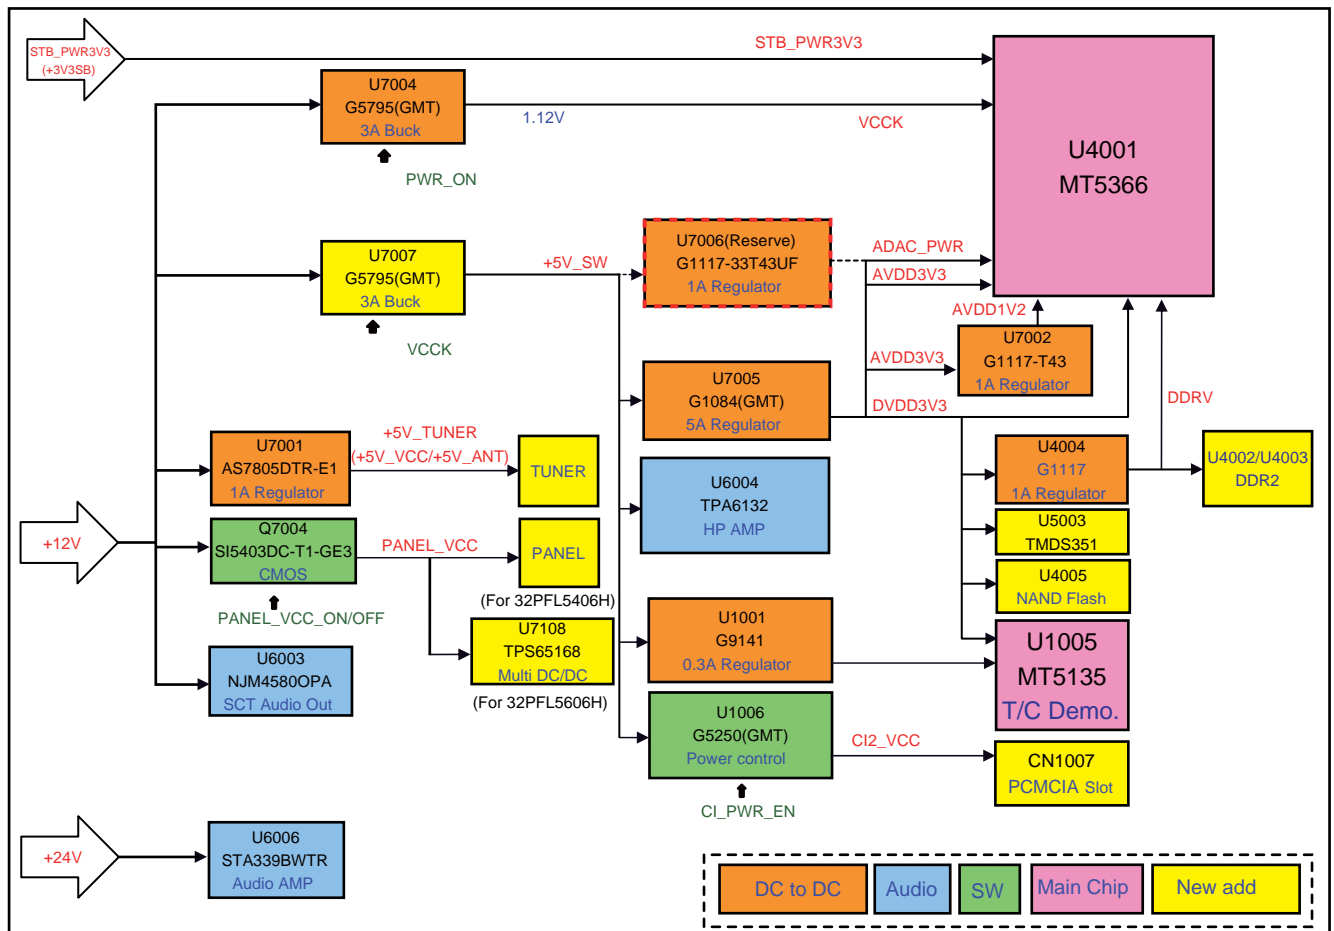 STB_PWR3V3
(+3V3SB)
STB_PWR3V3
U7004
G5795(GMT)
3A Buck
1.12V
VCCK
PWR_ON
U4001
MT5366
U7007
G5795(GMT)
3A Buck
+5V_SW
VCCK
U7006(Reserve)
G1117-33T43UF
1A Regulator
ADAC_PWR
AVDD3V3
AVDD1V2
U7002
G1117-T43
1A Regulator
AVDD3V3
U7005
G1084(GMT)
5A Regulator
DVDD3V3
DDRV
U7001
AS7805DTR-E1
1A Regulator
+5V_TUNER
(+5V_VCC/+5V_ANT)
TUNER
U6004
TPA6132
HP AMP
U4004
G1117
1A Regulator
U4002/U4003
DDR2
+12V
Q7004
SI5403DC-T1-GE3
CMOS
PANEL_VCC
PANEL
(For 32PFL5406H)
PANEL_VCC_ON/OFF
U5003
TMDS351
U4005
NAND Flash
U7108
TPS65168
Multi DC/DC
(For 32PFL5606H)
U1001
G9141
0.3A Regulator
U1005
MT5135
T/C Demo.
U6003
NJM4580OPA
SCT Audio Out
U1006
G5250(GMT)
Power control
CI2_VCC
CN1007
PCMCIA Slot
CI_PWR_EN
+24V
U6006
STA339BWTR
Audio AMP
DC to DC
Audio
SW
Main Chip
New add